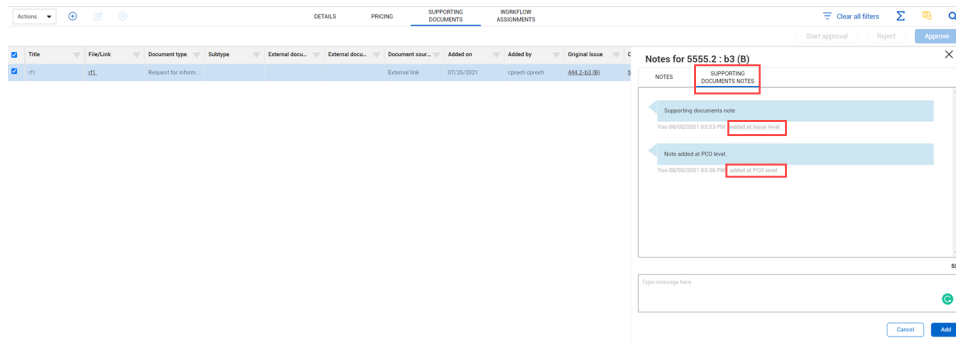 Actions
DETAILS
PRICING
SUPPORTING
DOCUMENTS
WORKFLOW
ASSIGNMENTS
Clear all filters
Start approval
Reject
Approve
Title
File/Link
Document type
Subtype
External docu...
External docu...
Document sour...
Added on
Added by
Original Issue
rf1
rf1
Request for inform...
External link
07/26/2021
cpreeti cpreeti
444.2-b3 (B)
Notes for 5555.2 : b3 (B)
NOTES
SUPPORTING
DOCUMENTS NOTES
Supporting documents note
You 08/02/2021 03:23 PM added at Issue level
Note added at PCO level.
You 08/02/2021 03:36 PM added at PCO level
Type message here
Cancel
Add